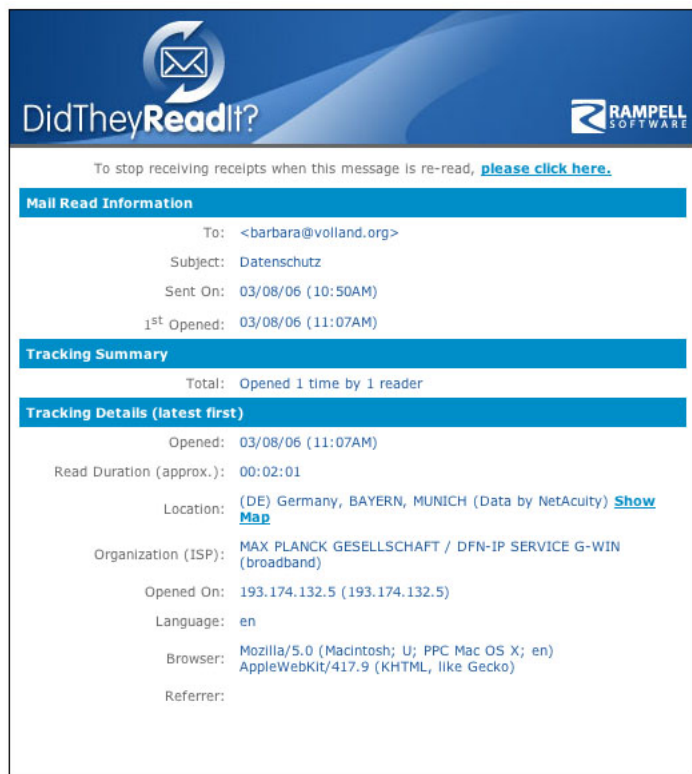 DidTheyReadIt?
RAMPELL
SOFTWARE
To stop receiving receipts when this message is re-read, please click here.
Mail Read Information
To: <barbara@volland.org>
Subject: Datenschutz
Sent On: 03/08/06 (10:50AM)
1st Opened: 03/08/06 (11:07AM)
Tracking Summary
Total: Opened 1 time by 1 reader
Tracking Details (latest first)
Opened: 03/08/06 (11:07AM)
Read Duration (approx.): 00:02:01
Location: (DE) Germany, BAYERN, MUNICH (Data by NetAcuity) Show
Map
Organization (ISP): MAX PLANCK GESELLSCHAFT / DFN-IP SERVICE G-WIN
(broadband)
Opened On: 193.174.132.5 (193.174.132.5)
Language: en
Browser: Mozilla/5.0 (Macintosh; U; PPC Mac OS X; en)
AppleWebKit/417.9 (KHTML, like Gecko)
Referrer: